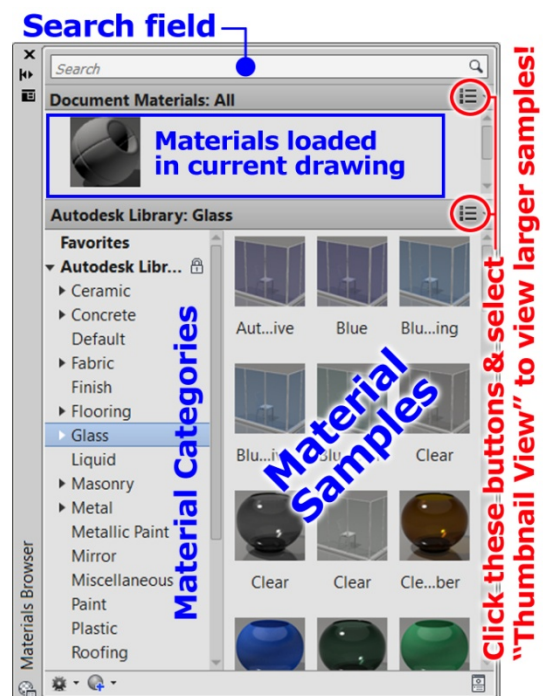 Search field
Search
Document Materials: All
Materials loaded
in current drawing
Autodesk Library: Glass
Favorites
Autodesk Libr...
Ceramic
Concrete
Default
Fabric
Finish
Flooring
Glass
Liquid
Masonry
Metal
Metallic Paint
Mirror
Miscellaneous
Paint
Plastic
Roofing
Material Categories
Aut...ive
Blue
Blu...ing
Clear
Clear
Clear
Cle...ber
Material
Samples
Click these buttons & select
"Thumbnail View" to view larger samples!
Materials Browser